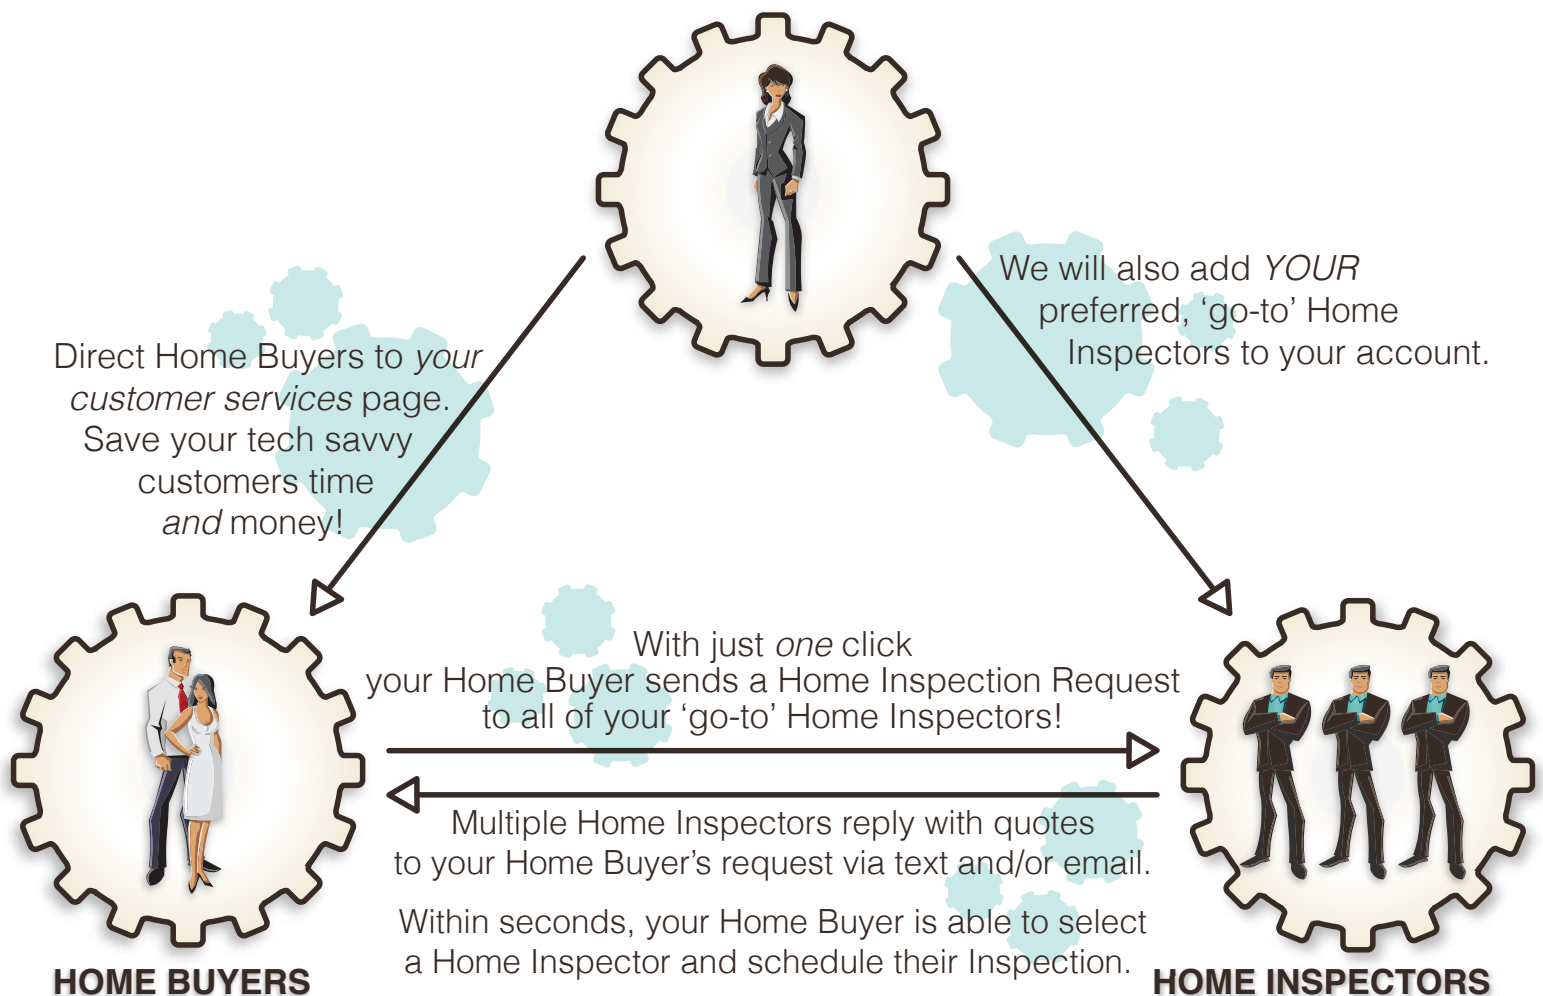 We will also add YOUR
preferred, ‘go-to’ Home
Inspectors to your account.
Direct Home Buyers to your
customer services page.
Save your tech savvy
customers time
and money!
With just one click
your Home Buyer sends a Home Inspection Request
to all of your ‘go-to’ Home Inspectors!
Multiple Home Inspectors reply with quotes
to your Home Buyer’s request via text and/or email.
Within seconds, your Home Buyer is able to select
a Home Inspector and schedule their Inspection.
HOME BUYERS
HOME INSPECTORS